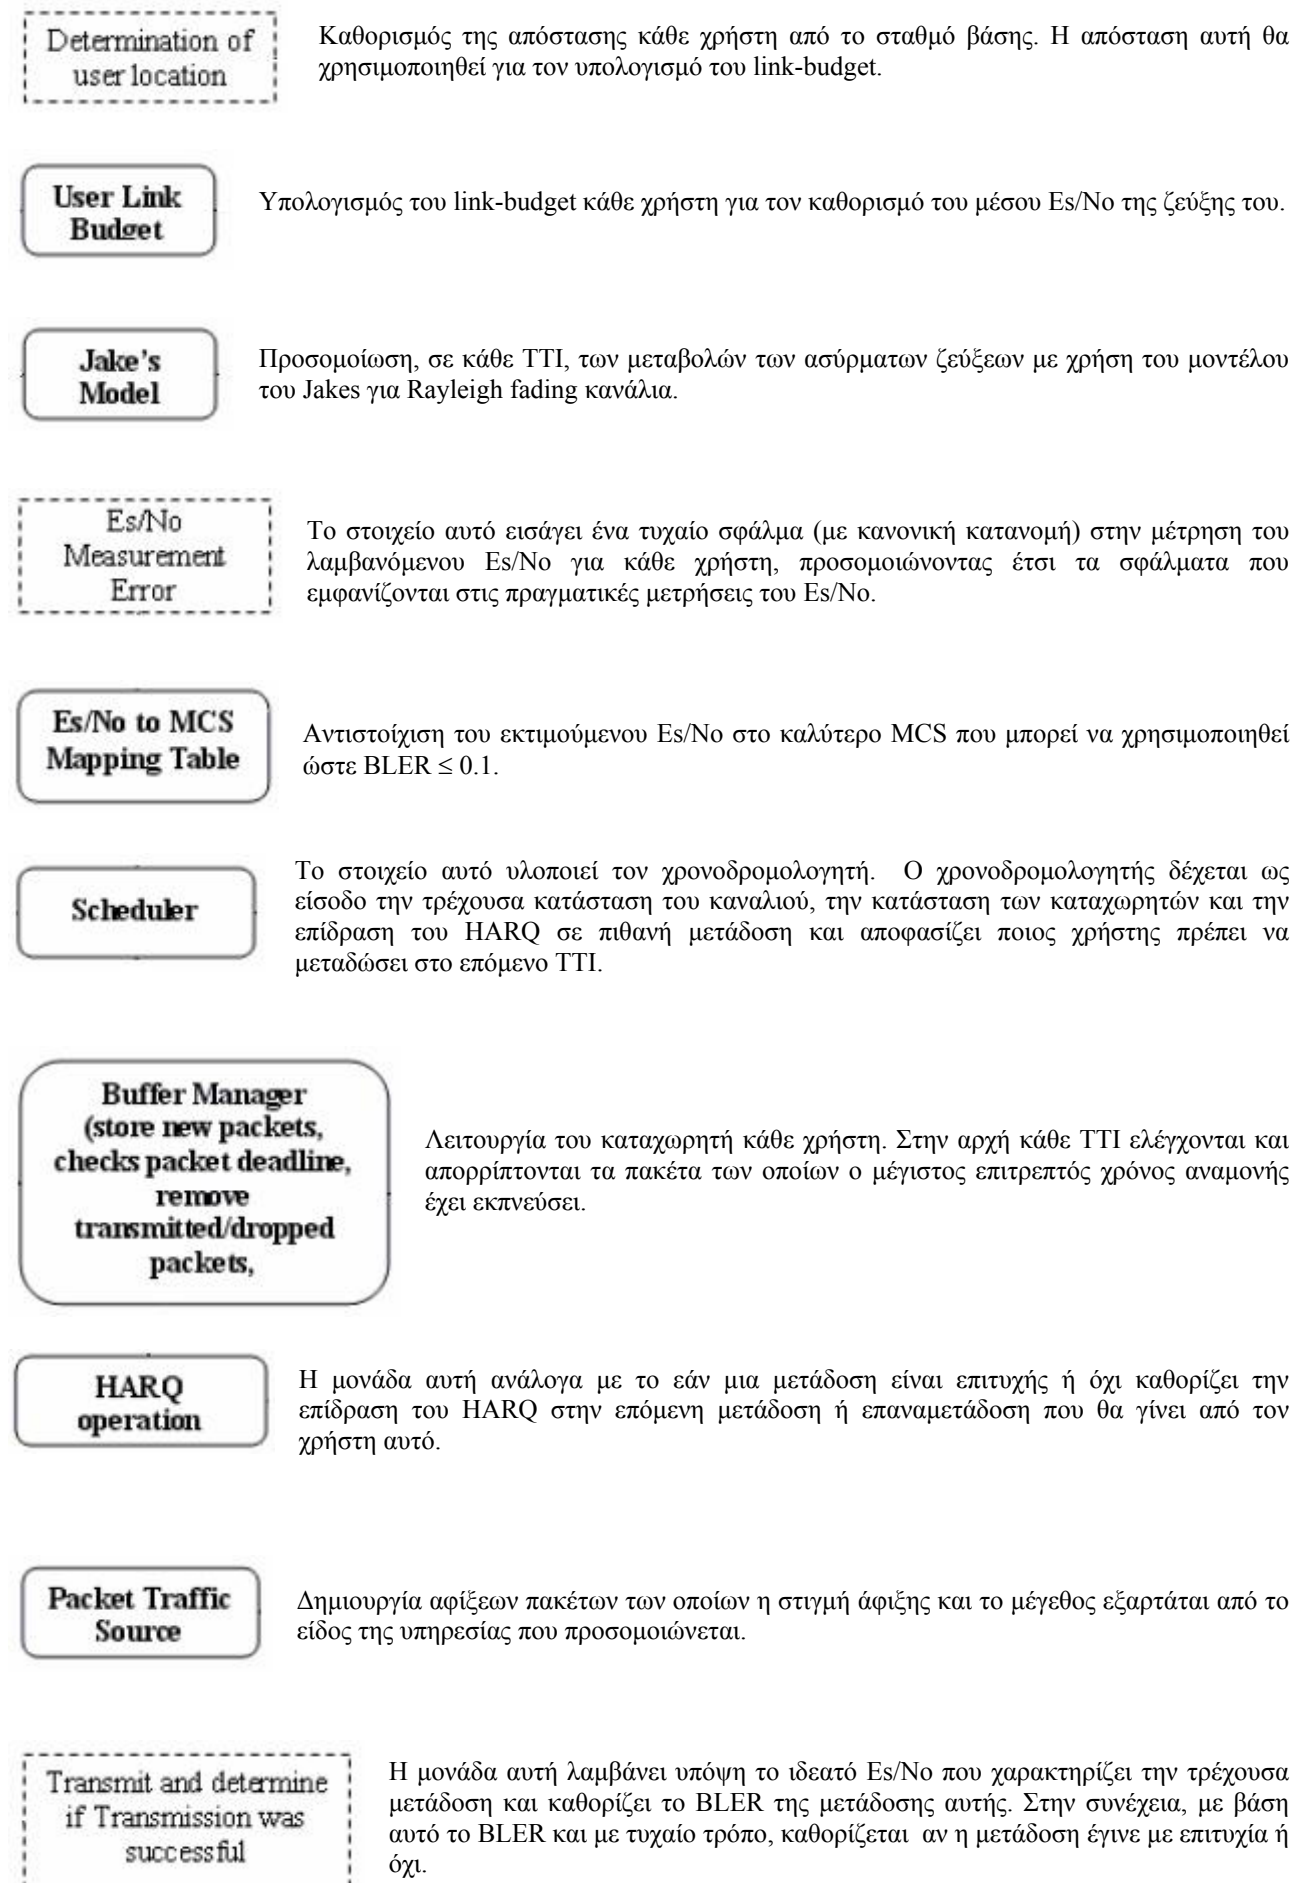 Determination of
user location
Καθορισμός της απόστασης κάθε χρήστη από το σταθμό βάσης. Η απόσταση αυτή θα
χρησιμοποιηθεί για τον υπολογισμό του link-budget.
User Link
Budget
Υπολογισμός του link-budget κάθε χρήστη για τον καθορισμό του μέσου Es/No της ζεύξης του.
Jake's
Model
Προσομοίωση, σε κάθε TTI, των μεταβολών των ασύρματων ζεύξεων με χρήση του μοντέλου
του Jakes για Rayleigh fading κανάλια.
Es/No
Measurement
Error
Το στοιχείο αυτό εισάγει ένα τυχαίο σφάλμα (με κανονική κατανομή) στην μέτρηση του
λαμβανόμενου Es/No για κάθε χρήστη, προσομοιώνοντας έτσι τα σφάλματα που
εμφανίζονται στις πραγματικές μετρήσεις του Es/No.
Es/No to MCS
Mapping Table
Αντιστοίχιση του εκτιμούμενου Es/No στο καλύτερο MCS που μπορεί να χρησιμοποιηθεί
ώστε BLER ≤ 0.1.
Scheduler
Το στοιχείο αυτό υλοποιεί τον χρονοδρομολογητή. Ο χρονοδρομολογητής δέχεται ως
είσοδο την τρέχουσα κατάσταση του καναλιού, την κατάσταση των καταχωρητών και την
επίδραση του HARQ σε πιθανή μετάδοση και αποφασίζει ποιος χρήστης πρέπει να
μεταδώσει στο επόμενο TTI.
Buffer Manager
(store new packets,
checks packet deadline,
remove
transmitted/dropped
packets,
Λειτουργία του καταχωρητή κάθε χρήστη. Στην αρχή κάθε TTI ελέγχονται και
απορρίπτονται τα πακέτα των οποίων ο μέγιστος επιτρεπτός χρόνος αναμονής
έχει εκπνεύσει.
HARQ
operation
Η μονάδα αυτή ανάλογα με το εάν μια μετάδοση είναι επιτυχής ή όχι καθορίζει την
επίδραση του HARQ στην επόμενη μετάδοση ή επαναμετάδοση που θα γίνει από τον
χρήστη αυτό.
Packet Traffic
Source
Δημιουργία αφίξεων πακέτων των οποίων η στιγμή άφιξης και το μέγεθος εξαρτάται από το
είδος της υπηρεσίας που προσομοιώνεται.
Transmit and determine
if Transmission was
successful
Η μονάδα αυτή λαμβάνει υπόψη το ιδεατό Es/No που χαρακτηρίζει την τρέχουσα
μετάδοση και καθορίζει το BLER της μετάδοσης αυτής. Στην συνέχεια, με βάση
αυτό το BLER και με τυχαίο τρόπο, καθορίζεται αν η μετάδοση έγινε με επιτυχία ή
όχι.